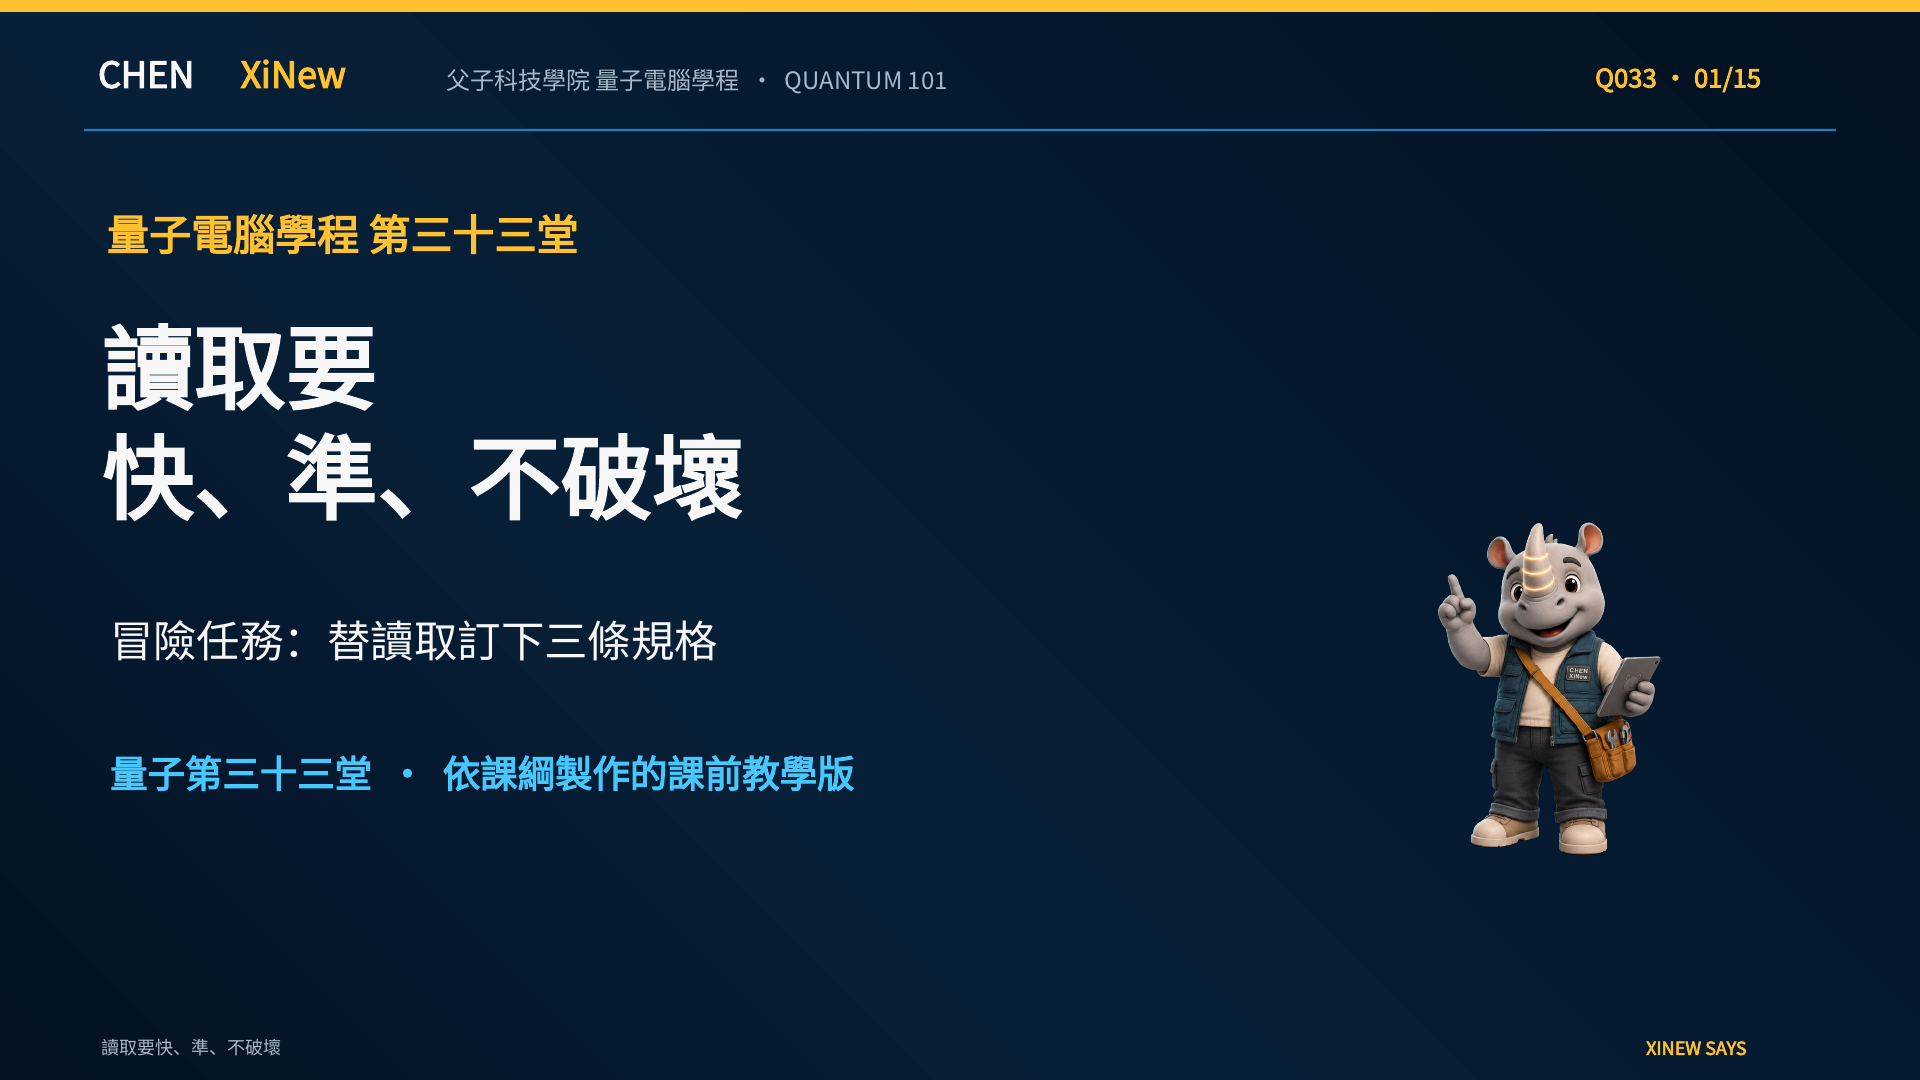 CHEN XiNew 父子科技學院 量子電腦學程 • QUANTUM 101 Q033 • 01/15
量子電腦學程 第三十三堂
讀取要
快、準、不破壞
冒險任務：替讀取訂下三條規格
量子第三十三堂 • 依課綱製作的課前教學版
CHEN
XiNew
讀取要快、準、不破壞 XINEW SAYS